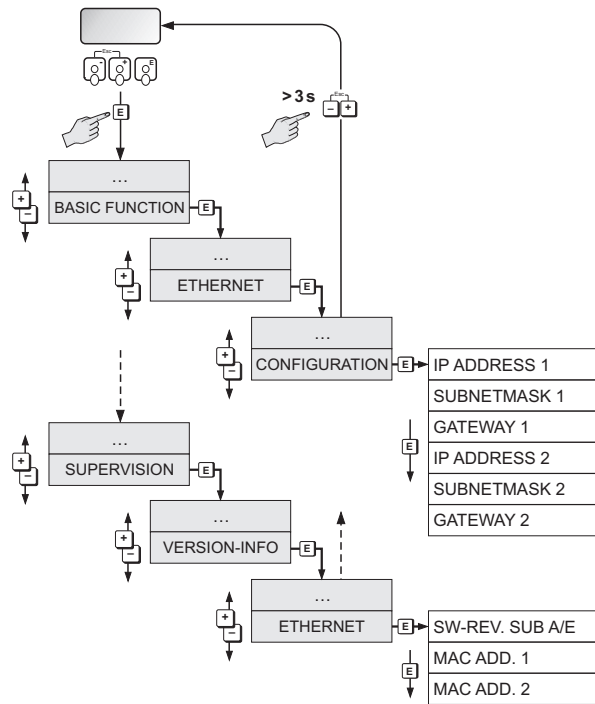 Esc
- + E
E
>3s
Esc
- +
...
+
-
BASIC FUNCTION
E
...
+
-
ETHERNET
E
...
+
-
CONFIGURATION
E
IP ADDRESS 1
SUBNETMASK 1
GATEWAY 1
E
IP ADDRESS 2
SUBNETMASK 2
GATEWAY 2
...
+
-
SUPERVISION
E
...
+
-
VERSION-INFO
E
...
+
-
ETHERNET
E
SW-REV. SUB A/E
MAC ADD. 1
E
MAC ADD. 2